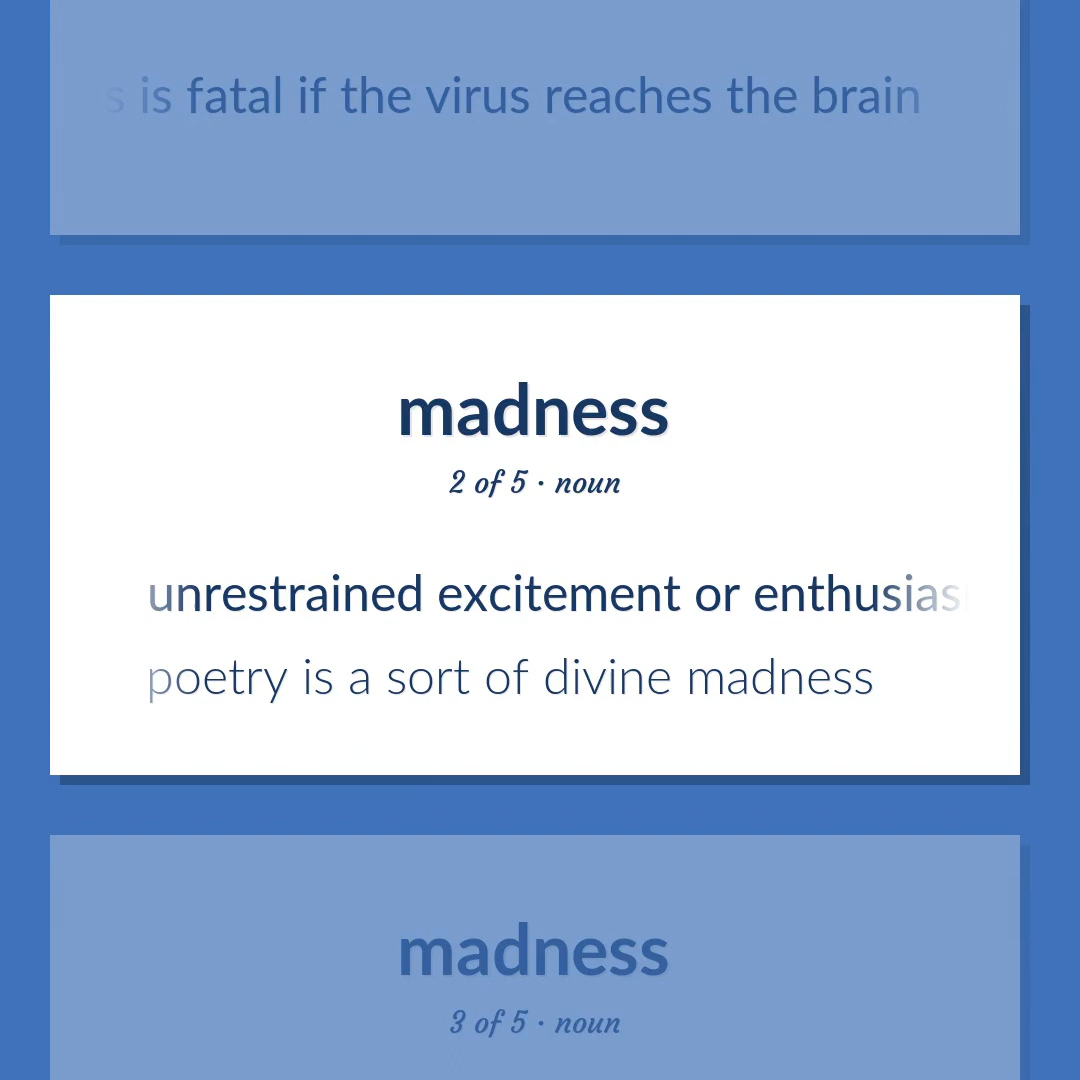 is fatal if the virus reaches the brain
madness
2 of 5 · noun
unrestrained excitement or
poetry is a sort of divine madness
madness
3 of 5 · noun